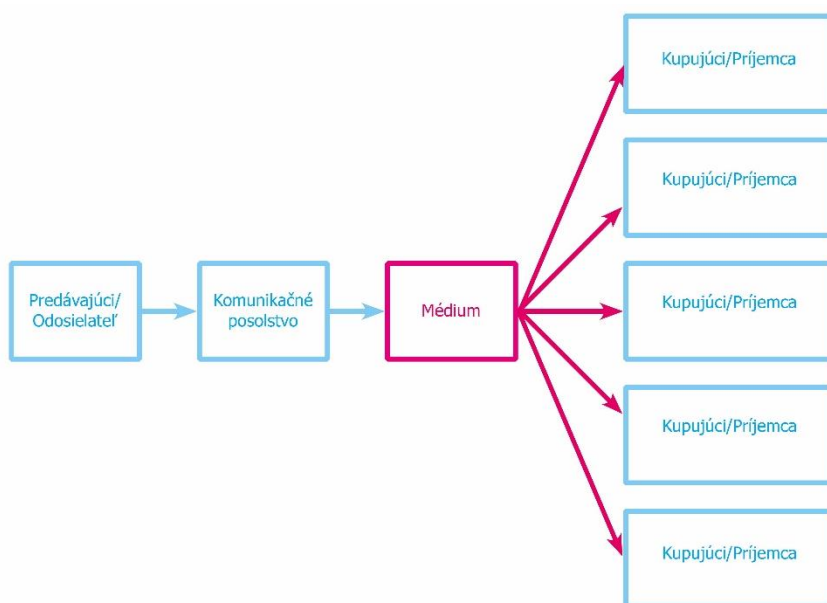 Predávajúci/
Odosielateľ
Komunikačné
posolstvo
Médium
Kupujúci/Príjemca
Kupujúci/Príjemca
Kupujúci/Príjemca
Kupujúci/Príjemca
Kupujúci/Príjemca